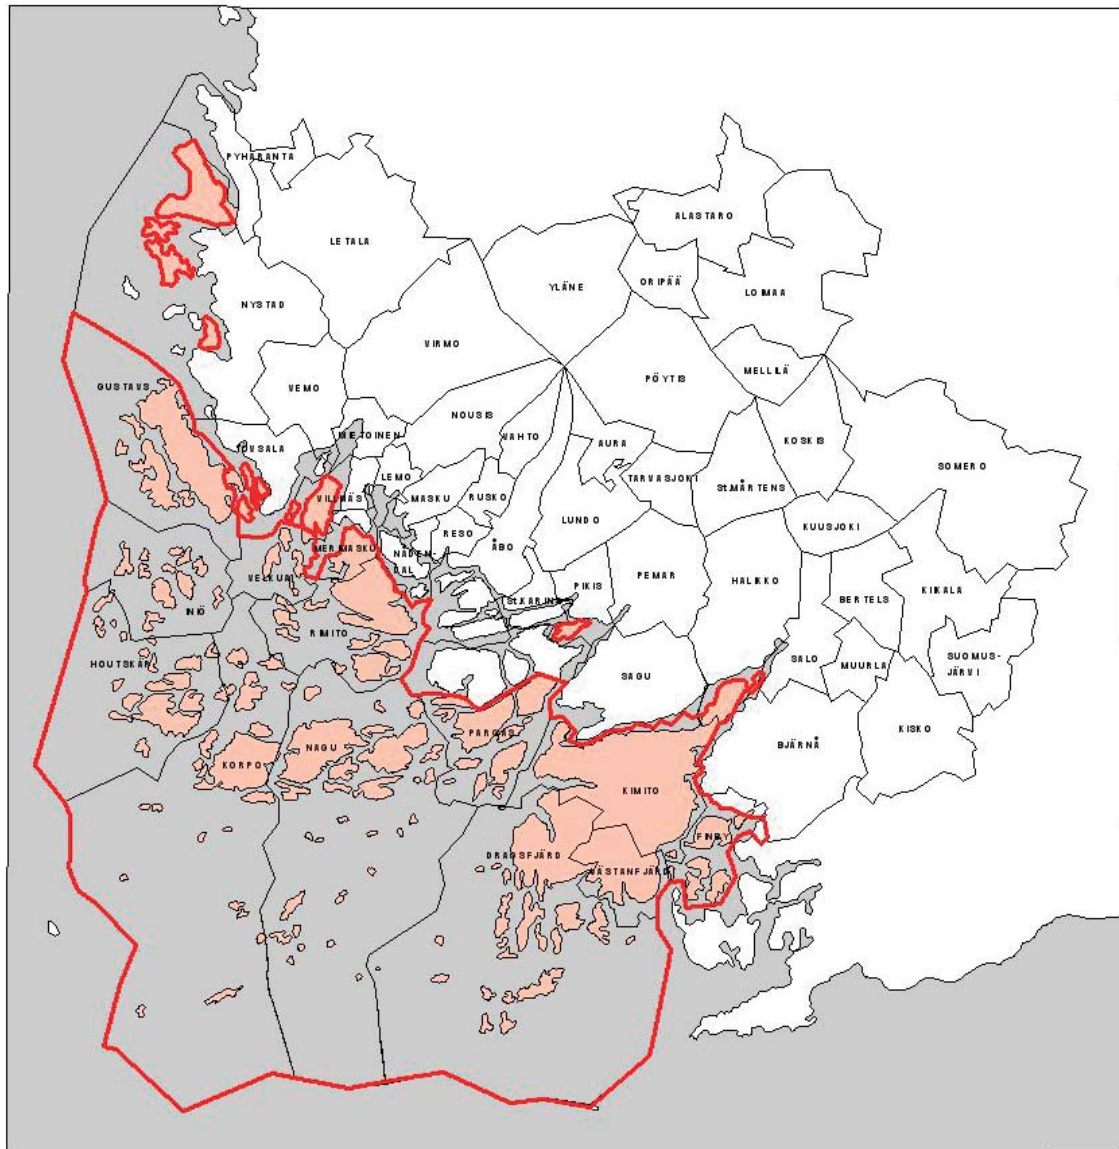 PYHÄRANTA
ALASTARO
LETALA
YLÄNE
ORIPÄÄ
LOIMAA
NYSTAD
VIRMO
MELLILÄ
PÖYTIS
GUSTAVS
VEMO
NOUSIS
VAHTO
AURA
KOSKIS
TÖVSALA
MIETOINEN
LEMO
TARVASJOKI
SOMERO
VILLNÄS
MASKU
RUSKO
St.MÅRTENS
LUNDO
KUUSJOKI
RESO
ÅBO
MERIMASKU
NÅDEN-
DAL
VELKUA
PIKIS
PEMAR
HALIKKO
KIIKALA
BERTELS
INIÖ
St.KARINS
RIMITO
HOUTSKÄR
SALO
MUURLA
SUOMUS-
JÄRVI
SAGU
PARGAS
NAGU
KORPO
BJÄRNÅ
KISKO
KIMITO
FINBY
DRAGSFJÄRD
VÄSTANFJÄRD